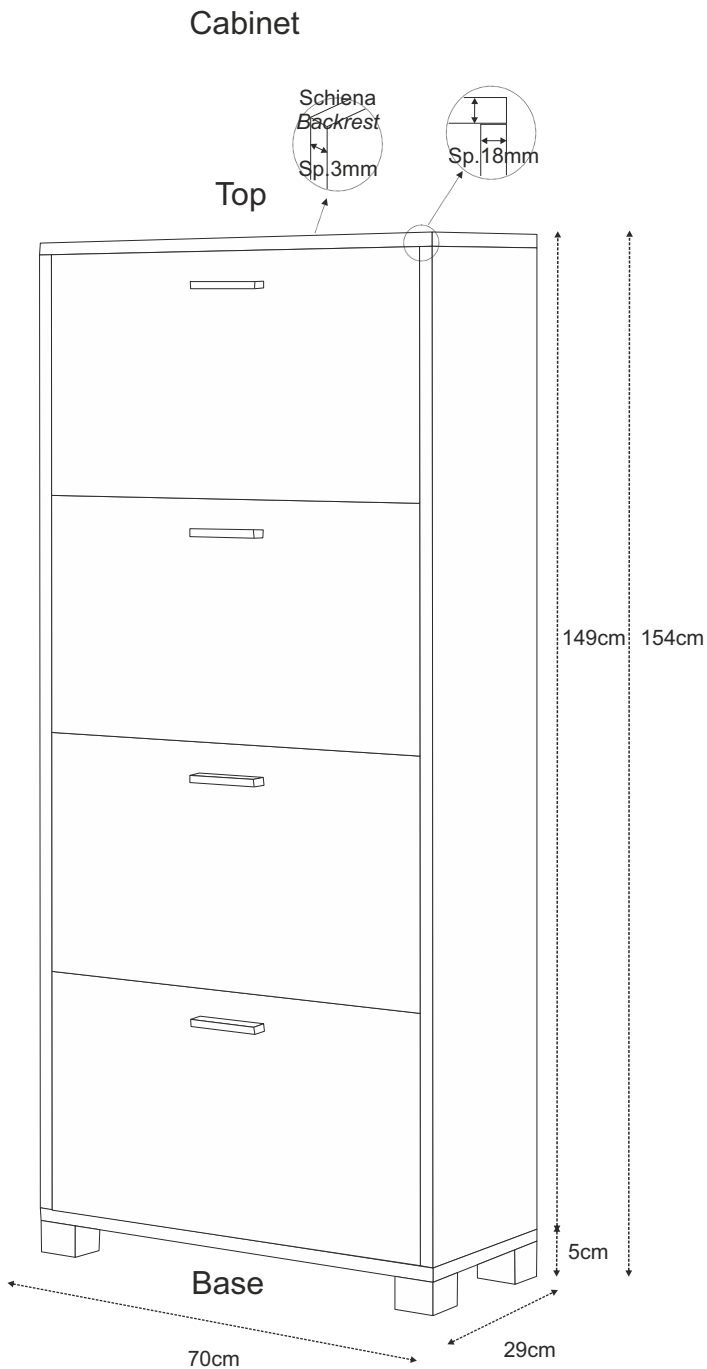 Cabinet
Schiena
Backrest
Sp.3mm
Sp.18mm
Top
149cm
154cm
5cm
Base
29cm
70cm